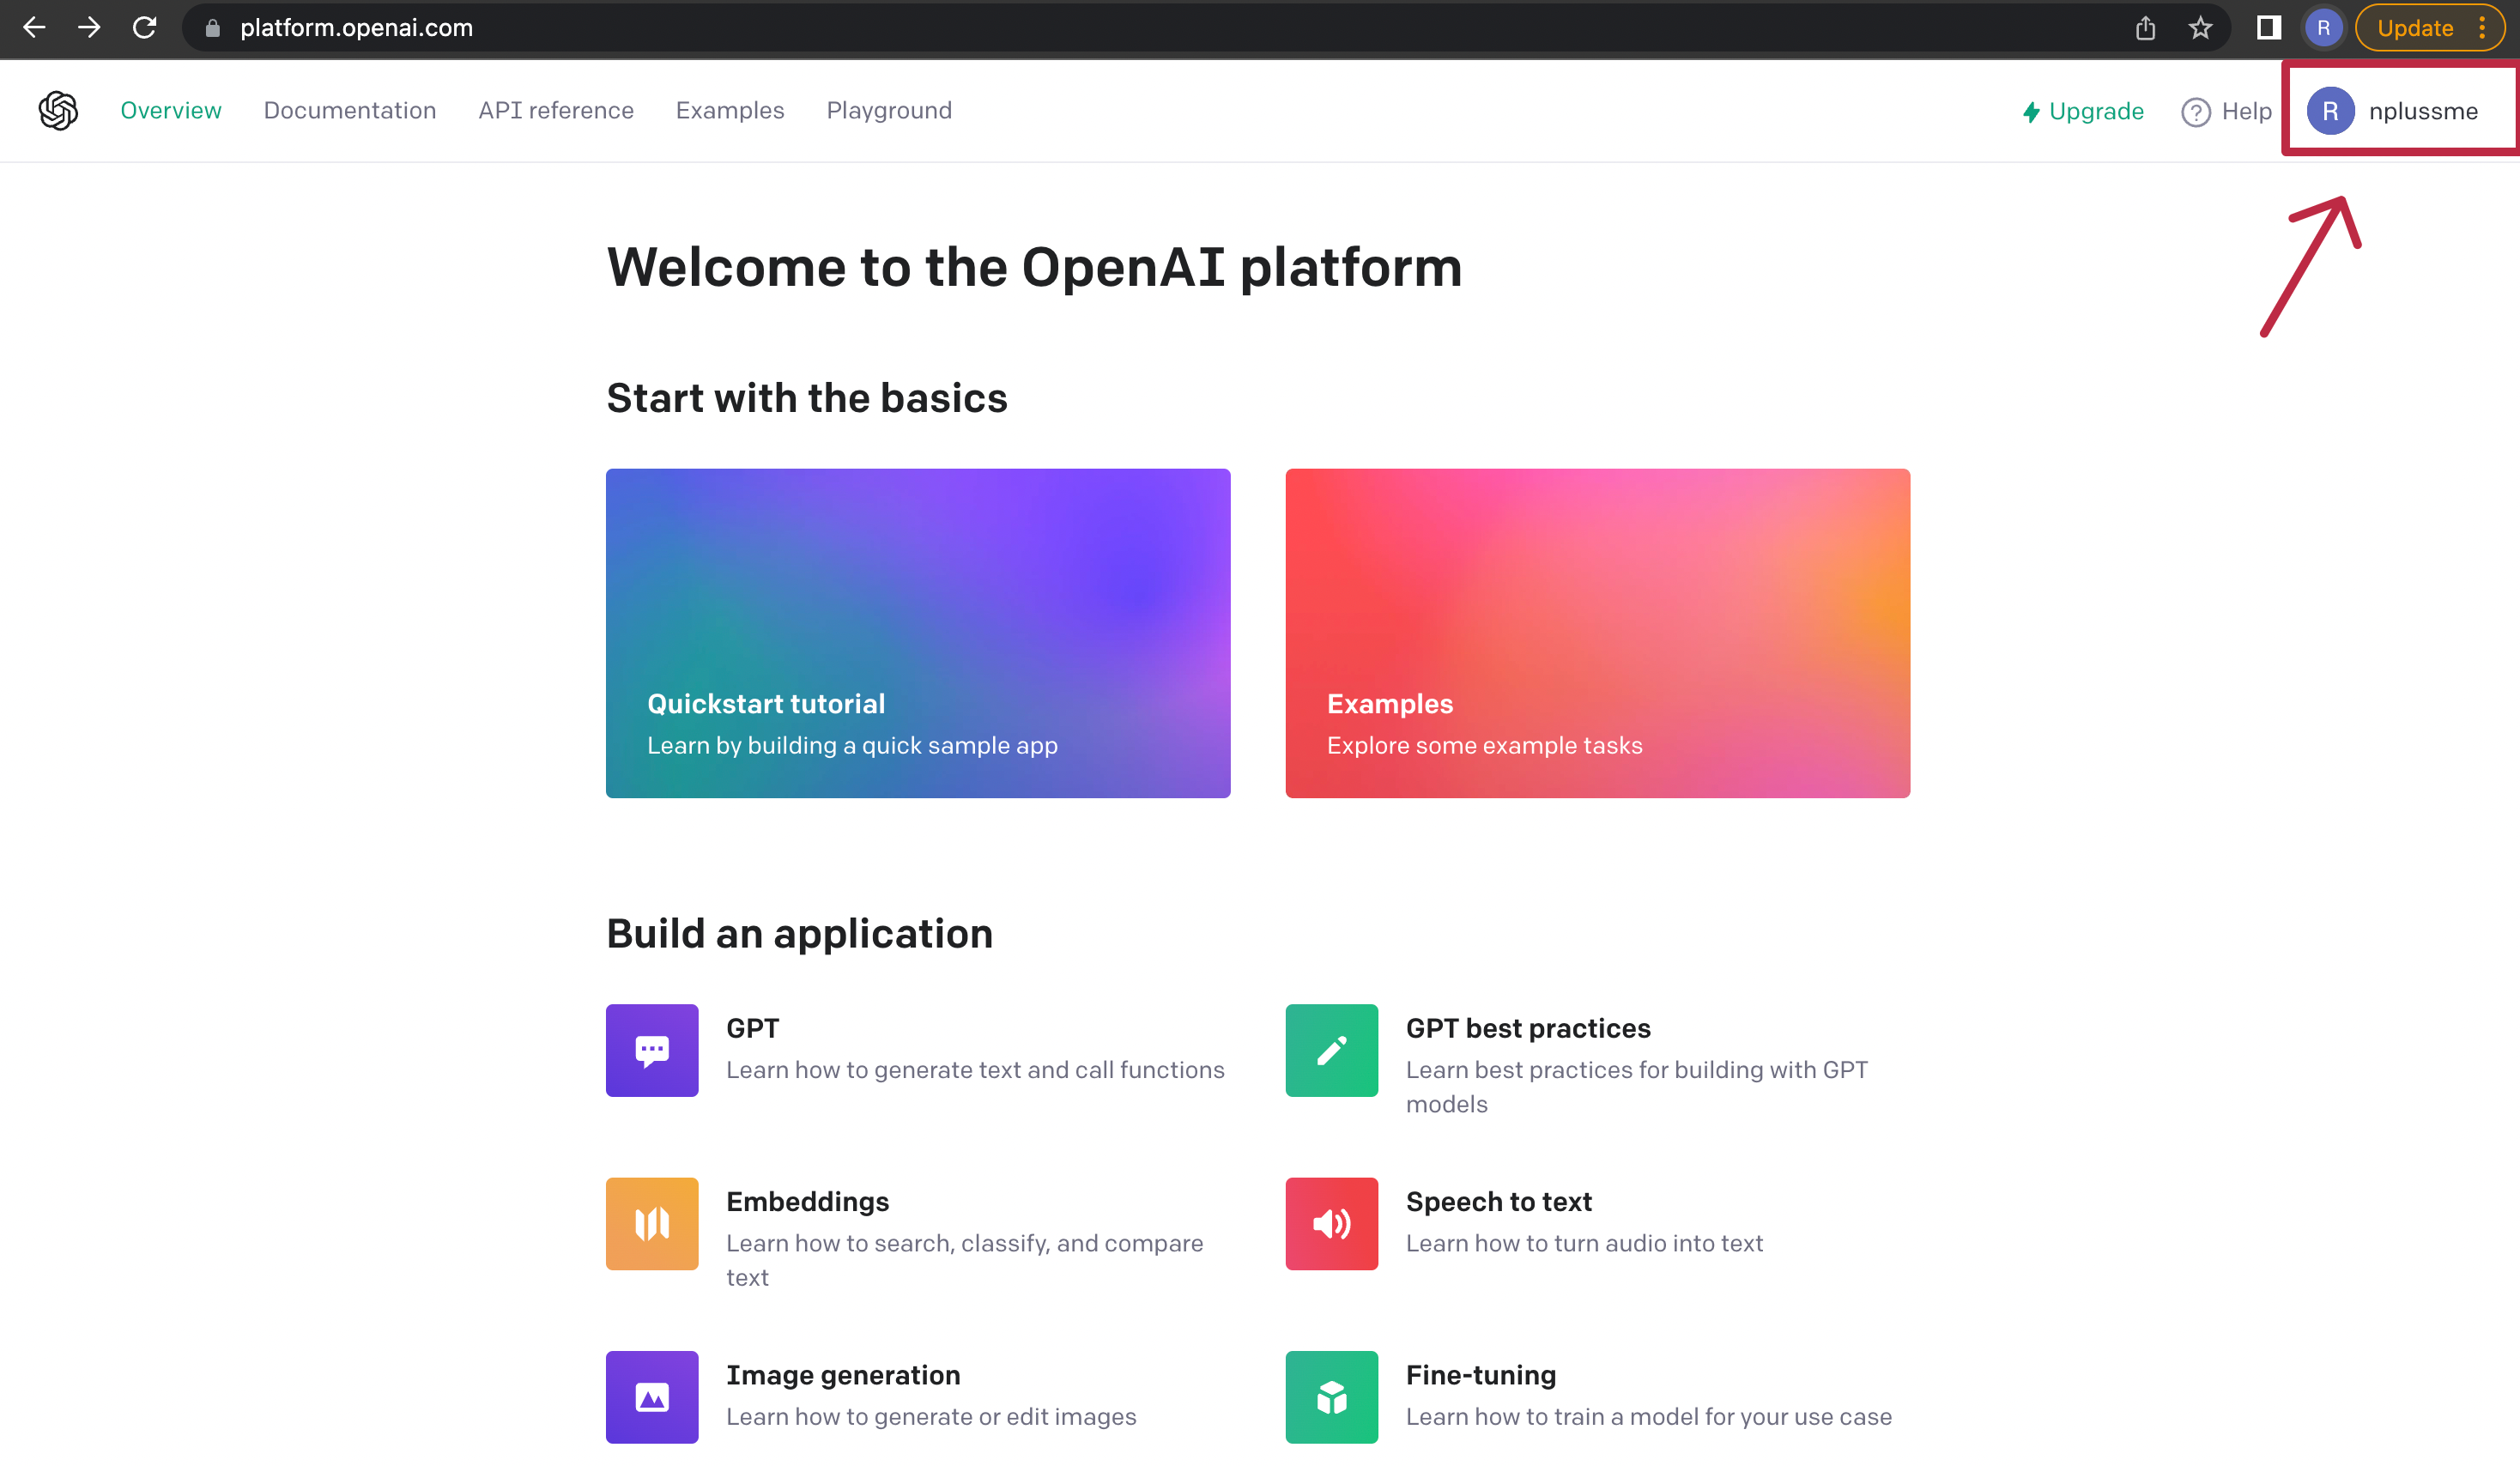 platform.openai.com
R
Update
Overview
Documentation
API reference
Examples
Playground
Upgrade
? Help
R
nplussme
Welcome to the OpenAI platform
Start with the basics
Quickstart tutorial
Learn by building a quick sample app
Examples
Explore some example tasks
Build an application
GPT
Learn how to generate text and call functions
GPT best practices
Learn best practices for building with GPT
models
Embeddings
Learn how to search, classify, and compare
text
Speech to text
Learn how to turn audio into text
Image generation
Learn how to generate or edit images
Fine-tuning
Learn how to train a model for your use case